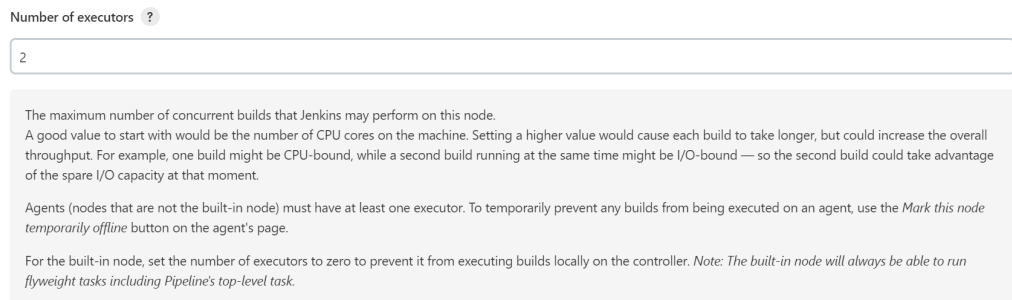 Number of executors ?
2
The maximum number of concurrent builds that Jenkins may perform on this node.
A good value to start with would be the number of CPU cores on the machine. Setting a higher value would cause each build to take longer, but could increase the overall
throughput. For example, one build might be CPU-bound, while a second build running at the same time might be I/O-bound — so the second build could take advantage
of the spare I/O capacity at that moment.
Agents (nodes that are not the built-in node) must have at least one executor. To temporarily prevent any builds from being executed on an agent, use the Mark this node
temporarily offline button on the agent's page.
For the built-in node, set the number of executors to zero to prevent it from executing builds locally on the controller. Note: The built-in node will always be able to run
flyweight tasks including Pipeline's top-level task.